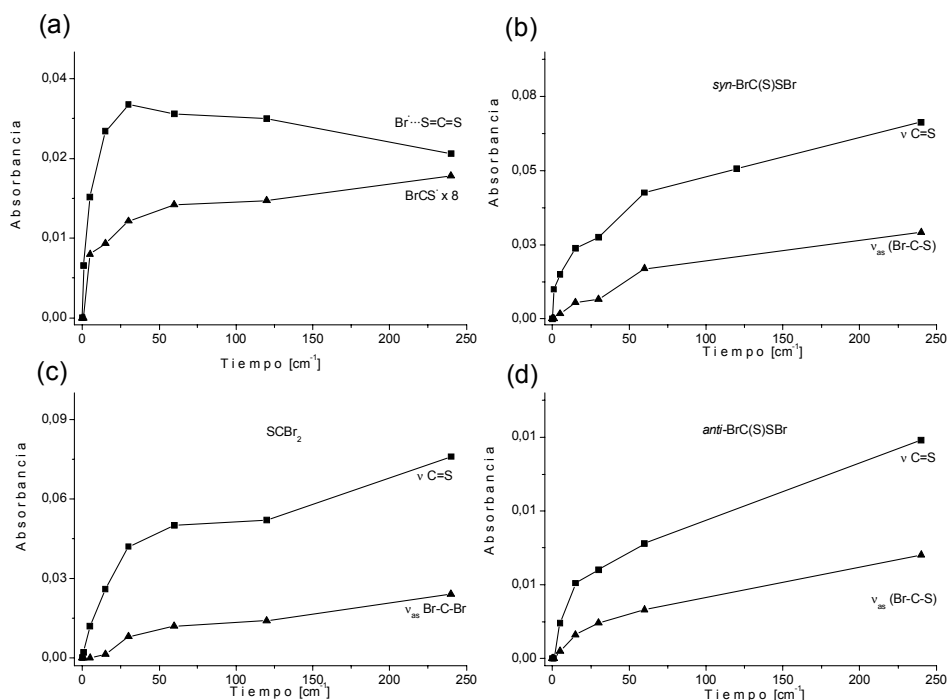 (a)
0,04
0,02
0,01
0,00
Absorbancia
Br˙···S=C=S
BrCS˙ x 8
0 50 100 150 200 250
Tiempo [cm⁻¹]
(b)
0,08
0,05
0,03
0,00
Absorbancia
syn-BrC(S)SBr
ν C=S
νas (Br-C-S)
0 50 100 150 200 250
Tiempo [cm⁻¹]
(c)
0,09
0,06
0,03
0,00
Absorbancia
SCBr₂
ν C=S
νas Br-C-Br
0 50 100 150 200 250
Tiempo [cm⁻¹]
(d)
0,01
0,01
0,01
0,00
Absorbancia
anti-BrC(S)SBr
ν C=S
νas (Br-C-S)
0 50 100 150 200 250
Tiempo [cm⁻¹]